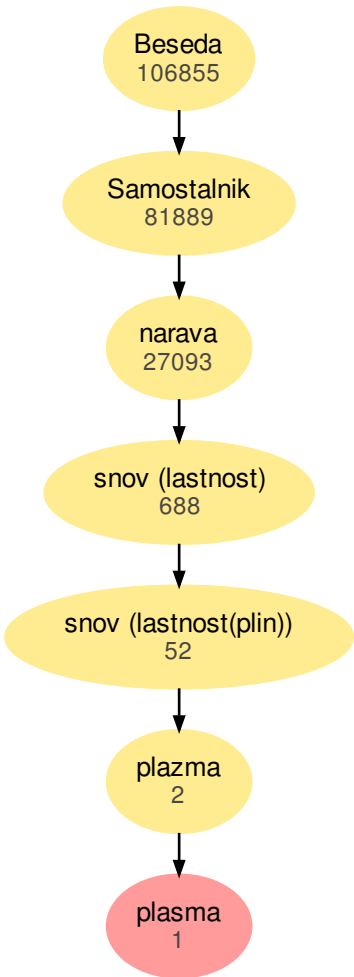 Beseda
106855
Samostalnik
81889
narava
27093
snov (lastnost)
688
snov (lastnost(plin))
52
plazma
2
plasma
1